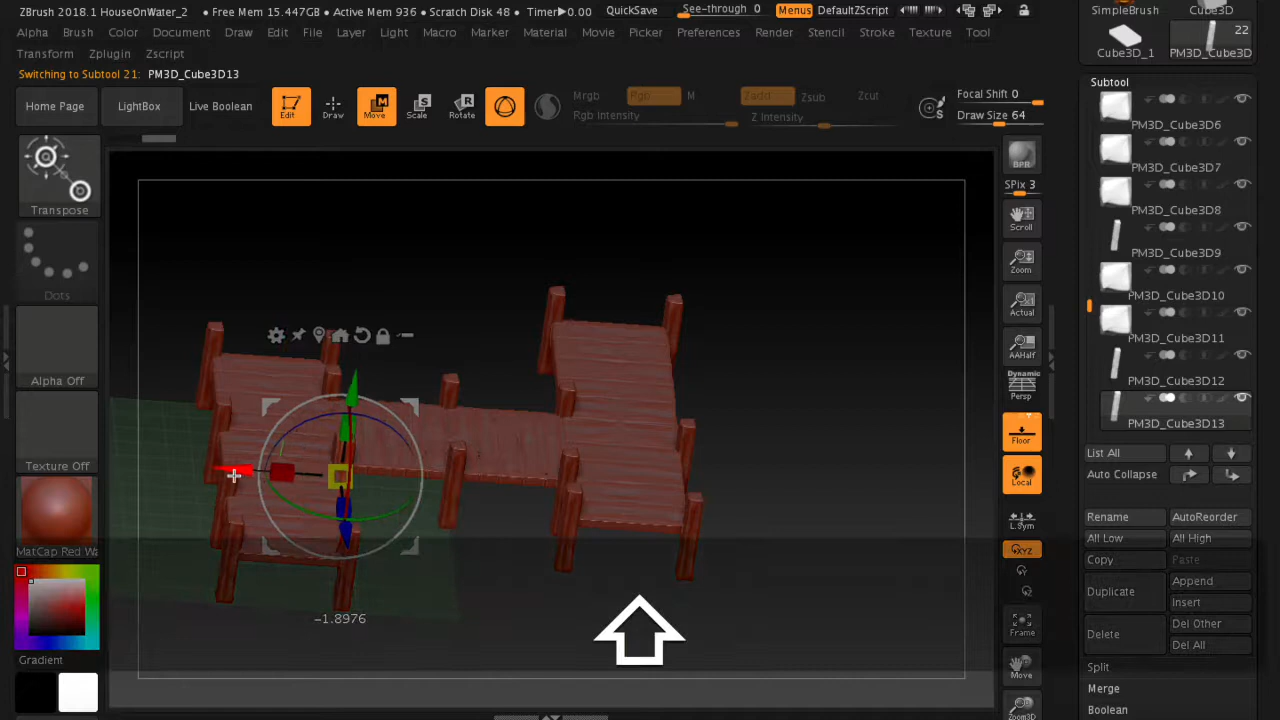 ZBrush 2018.1 HouseOnWater_2 • Free Mem 15.447GB • Active Mem 936 • Scratch Disk 48 • Timer▶0.00 QuickSave See-through 0 Menus DefaultZScript
SimpleBrush Cube3D
Alpha Brush Color Document Draw Edit File Layer Light Macro Marker Material Movie Picker Preferences Render Stencil Stroke Texture Tool
22
Transform Zplugin Zscript
Cube3D_1 PM3D_Cube3D
Switching to Subtool 21: PM3D_Cube3D13
Subtool
Home Page LightBox Live Boolean Edit Draw Move Scale Rotate
Mrgb Rgb M Zadd Zsub Zcut
Rgb Intensity Z Intensity
Focal Shift 0
Draw Size 64
PM3D_Cube3D6
BPR
PM3D_Cube3D7
SPix 3
Transpose
PM3D_Cube3D8
Scroll
PM3D_Cube3D9
Zoom
Dots
PM3D_Cube3D10
Actual
PM3D_Cube3D11
AAHalf
Dynamic
Alpha Off
PM3D_Cube3D12
Persp
PM3D_Cube3D13
Floor
List All
Texture Off
Auto Collapse
Local
Rename AutoReorder
L.Sym
All Low All High
MatCap Red Wa
XYZ
Copy Paste
Append
Duplicate
Insert
-1.8976
Frame
Del Other
Delete
Del All
Gradient
Split
Move
Merge
Zoom3D
Boolean